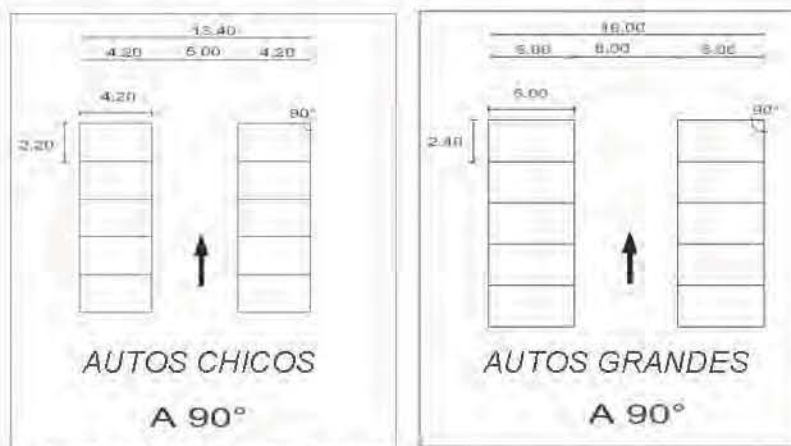 13.40
4.20 5.00 4.20
4.20
90°
2.20
AUTOS CHICOS
A 90°
16.00
5.00 6.00 5.00
5.00
90°
2.40
AUTOS GRANDES
A 90°